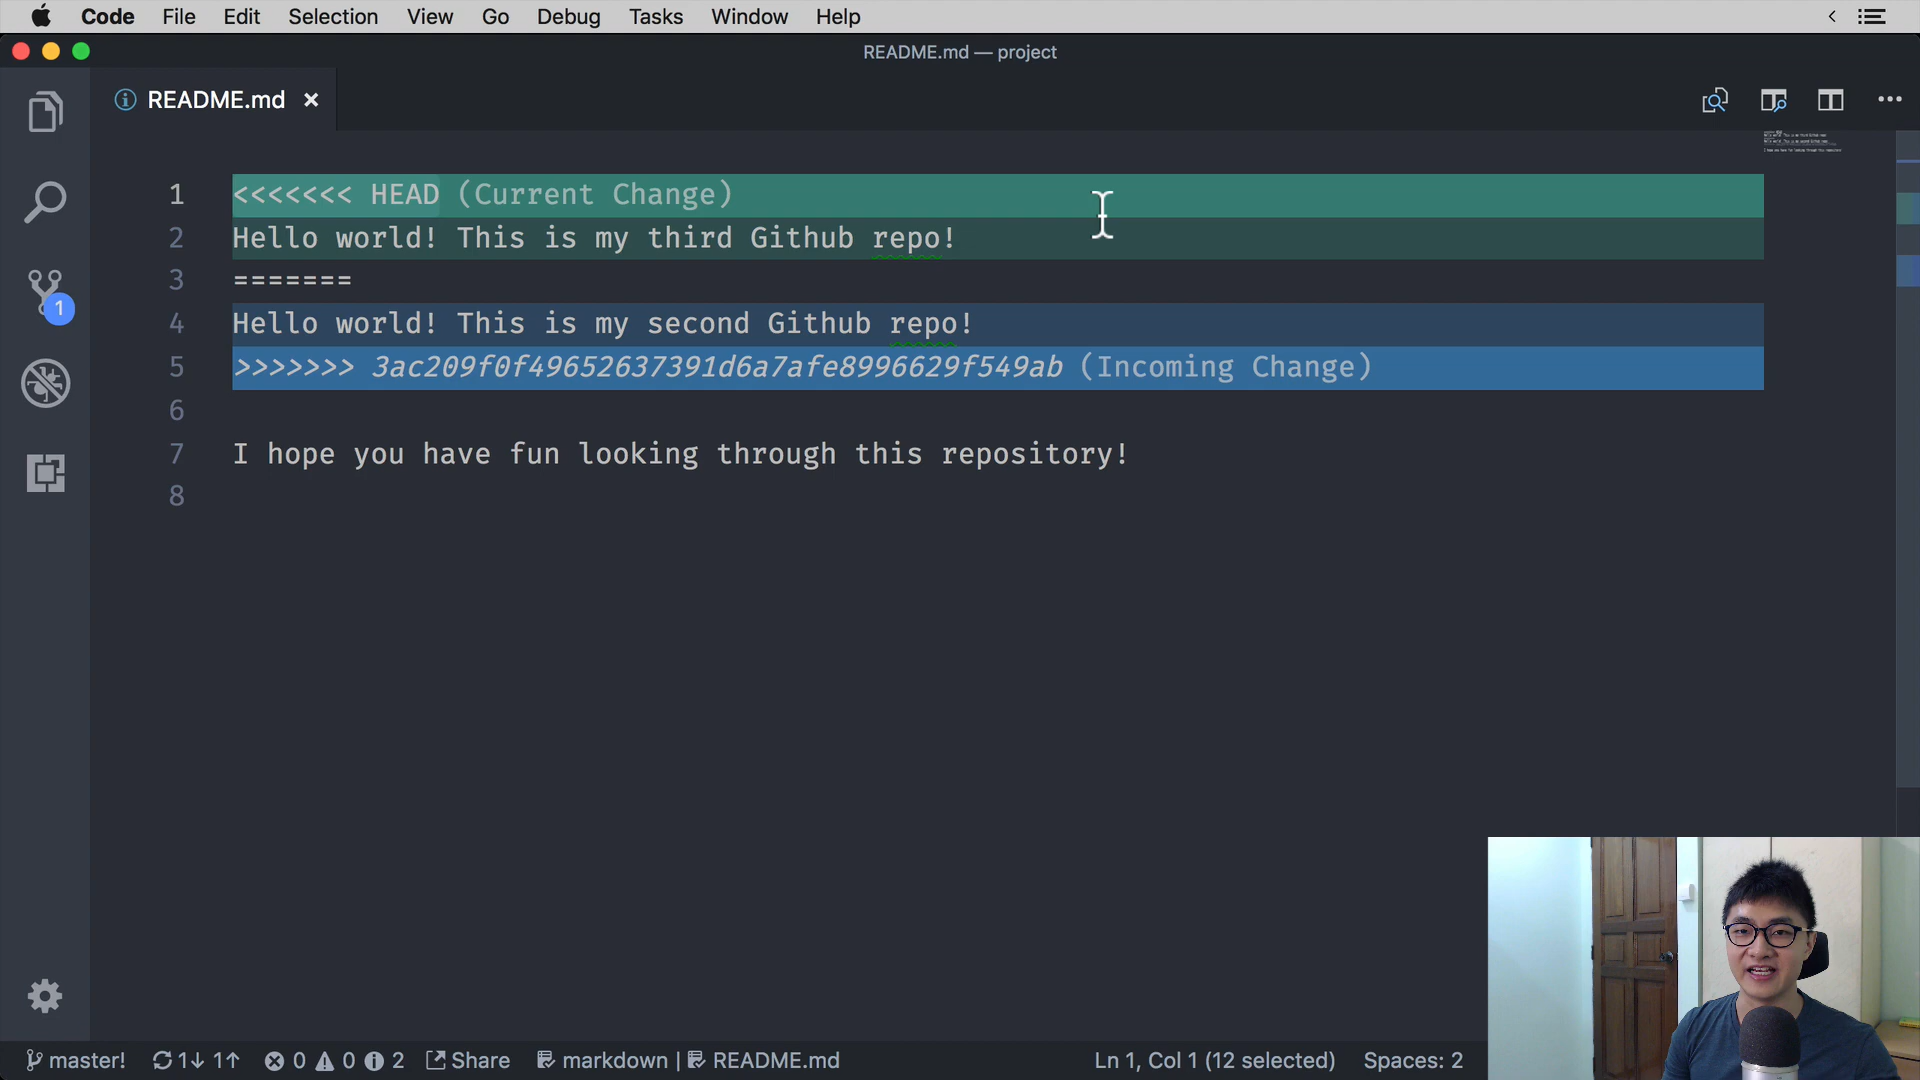 Code File Edit Selection View Go Debug Tasks Window Help
README.md — project
README.md
1 <<<<<<< HEAD (Current Change)
2 Hello world! This is my third Github repo!
3 =======
4 Hello world! This is my second Github repo!
5 >>>>>>> 3ac209f0f49652637391d6a7afe8996629f549ab (Incoming Change)
6
7 I hope you have fun looking through this repository!
8
1
master! 1↓ 1↑ 0 0 2 Share markdown | README.md Ln 1, Col 1 (12 selected) Spaces: 2